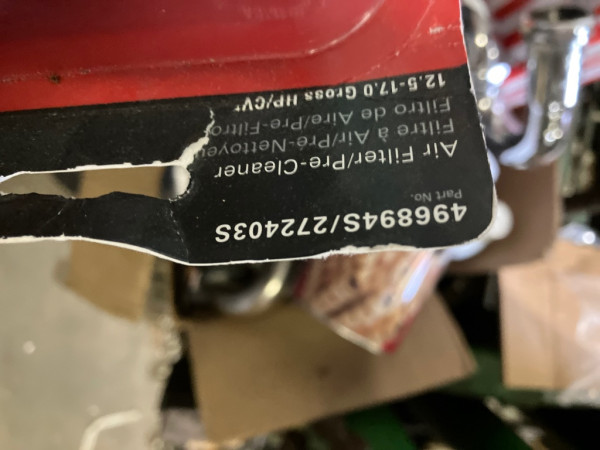 Part No.
496894S/272403S
Air Filter/Pre-Cleaner
Filtre à Air/Pré-Nettoyeu
Filtro de Aire/Pre-Filtro
12.5-17.0 Gross HP/CV*